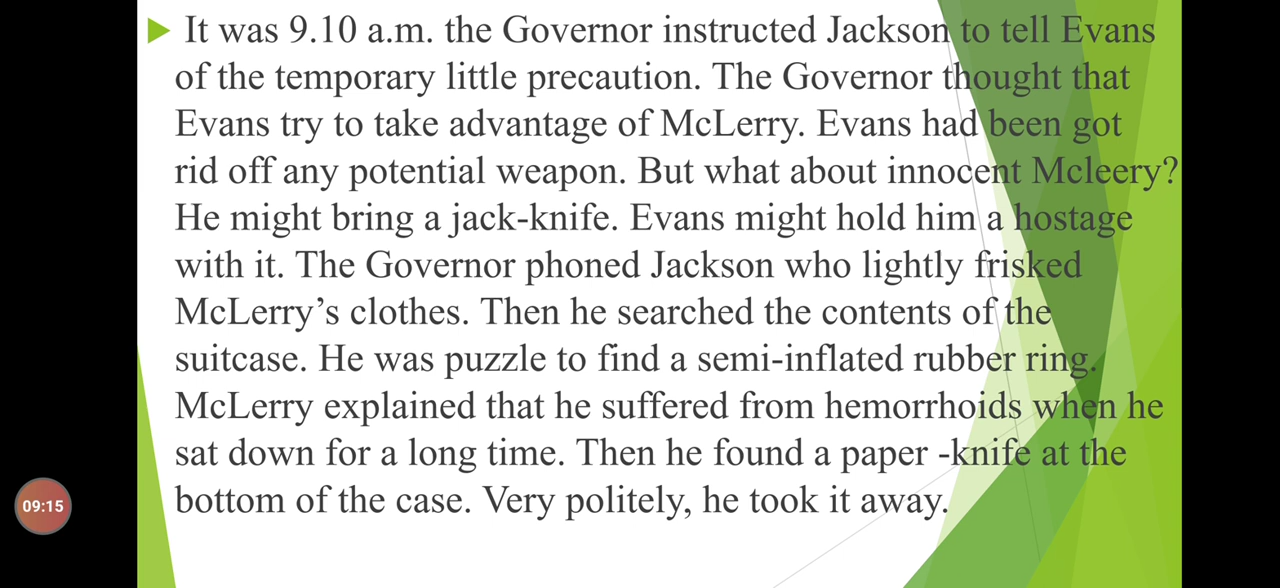 It was 9.10 a.m. the Governor instructed Jackson to tell Evans
of the temporary little precaution. The Governor thought that
Evans try to take advantage of McLerry. Evans had been got
rid off any potential weapon. But what about innocent Mcleery?
He might bring a jack-knife. Evans might hold him a hostage
with it. The Governor phoned Jackson who lightly frisked
McLerry’s clothes. Then he searched the contents of the
suitcase. He was puzzle to find a semi-inflated rubber ring.
McLerry explained that he suffered from hemorrhoids when he
sat down for a long time. Then he found a paper -knife at the
bottom of the case. Very politely, he took it away.
09:15